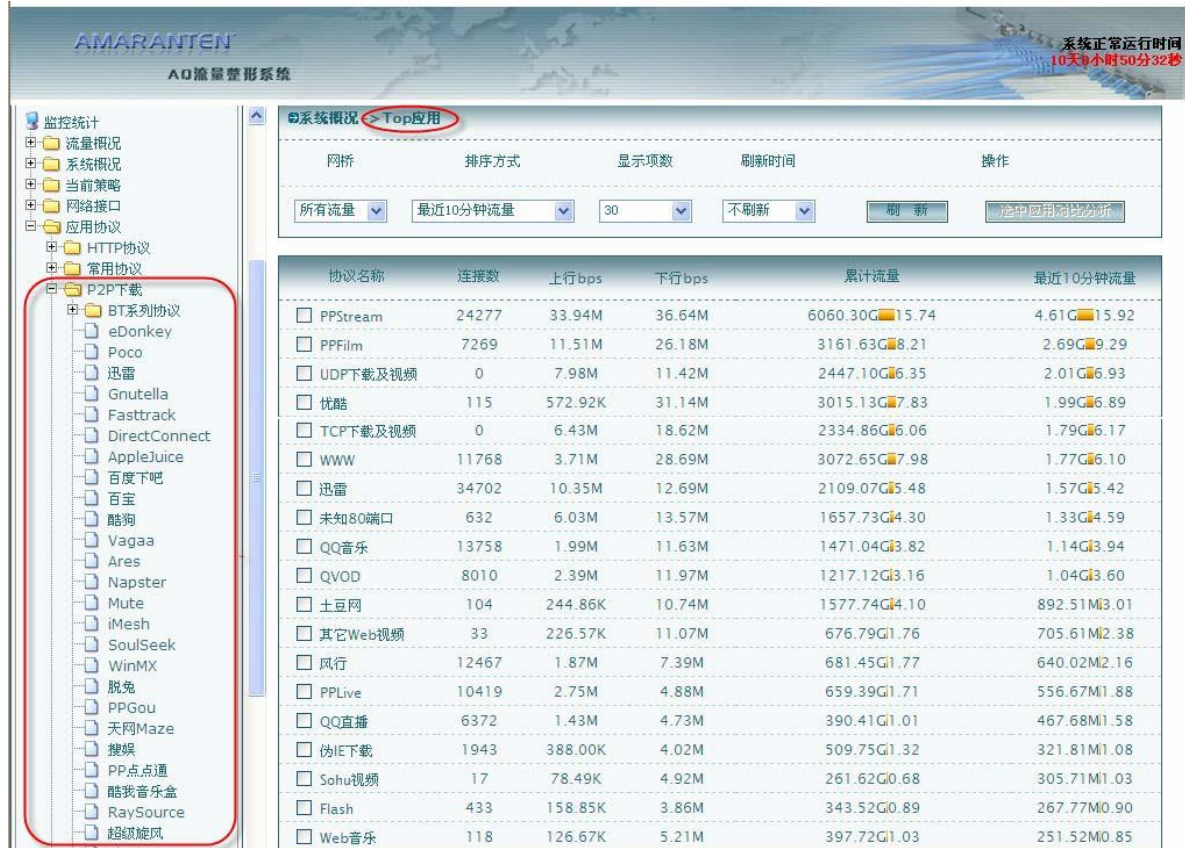 AMARANTEN
AQ流量整形系统
系统正常运行时间
10天0小时50分32秒
监控统计
流量概况
系统概况
当前策略
网络接口
应用协议
HTTP协议
常用协议
P2P下载
BT系列协议
eDonkey
Poco
迅雷
Gnutella
Fasttrack
DirectConnect
AppleJuice
百度下吧
百宝
酷狗
Vagaa
Ares
Napster
Mute
iMesh
SoulSeek
WinMX
脱兔
PPGou
天网Maze
搜娱
PP点点通
酷我音乐盒
RaySource
超级旋风
系统概况 -> Top应用
网桥 排序方式 显示项数 刷新时间 操作
所有流量 最近10分钟流量 30 不刷新 刷 新 选中应用对比分析
协议名称 连接数 上行bps 下行bps 累计流量 最近10分钟流量
PPStream 24277 33.94M 36.64M 6060.30G 15.74 4.61G 15.92
PPFilm 7269 11.51M 26.18M 3161.63G 8.21 2.69G 9.29
UDP下载及视频 0 7.98M 11.42M 2447.10G 6.35 2.01G 6.93
优酷 115 572.92K 31.14M 3015.13G 7.83 1.99G 6.89
TCP下载及视频 0 6.43M 18.62M 2334.86G 6.06 1.79G 6.17
WWW 11768 3.71M 28.69M 3072.65G 7.98 1.77G 6.10
迅雷 34702 10.35M 12.69M 2109.07G 5.48 1.57G 5.42
未知80端口 632 6.03M 13.57M 1657.73G 4.30 1.33G 4.59
QQ音乐 13758 1.99M 11.63M 1471.04G 3.82 1.14G 3.94
QVOD 8010 2.39M 11.97M 1217.12G 3.16 1.04G 3.60
土豆网 104 244.86K 10.74M 1577.74G 4.10 892.51M 3.01
其它Web视频 33 226.57K 11.07M 676.79G 1.76 705.61M 2.38
风行 12467 1.87M 7.39M 681.45G 1.77 640.02M 2.16
PPLive 10419 2.75M 4.88M 659.39G 1.71 556.67M 1.88
QQ直播 6372 1.43M 4.73M 390.41G 1.01 467.68M 1.58
伪IE下载 1943 388.00K 4.02M 509.75G 1.32 321.81M 1.08
Sohu视频 17 78.49K 4.92M 261.62G 0.68 305.71M 1.03
Flash 433 158.85K 3.86M 343.52G 0.89 267.77M 0.90
Web音乐 118 126.67K 5.21M 397.72G 1.03 251.52M 0.85